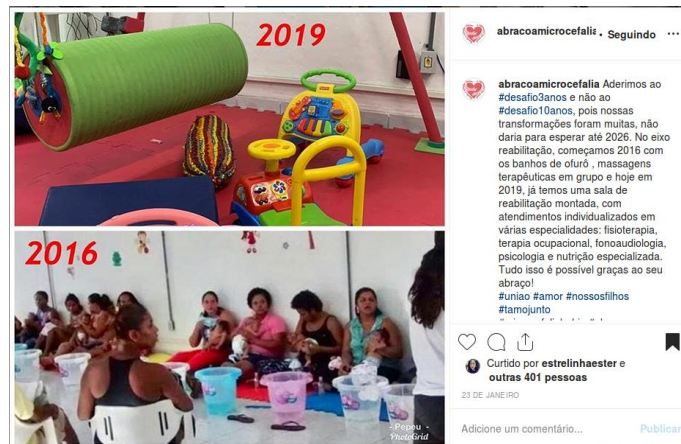 2019
2016
- Pepou -
PhotoGrid
abracoamicrocefalia • Seguindo
abracoamicrocefalia Aderimos ao
#desafio3anos e não ao
#desafio10anos, pois nossas
transformações foram muitas, não
daria para esperar até 2026. No eixo
reabilitação, começamos 2016 com
os banhos de ofurô , massagens
terapêuticas em grupo e hoje em
2019, já temos uma sala de
reabilitação montada, com
atendimentos individualizados em
várias especialidades: fisioterapia,
terapia ocupacional, fonoaudiologia,
psicologia e nutrição especializada.
Tudo isso é possível graças ao seu
abraço!
#uniao #amor #nossosfilhos
#tamojunto
Curtido por estrelinhaester e
outras 401 pessoas
23 DE JANEIRO
Adicione um comentário...
Publicar